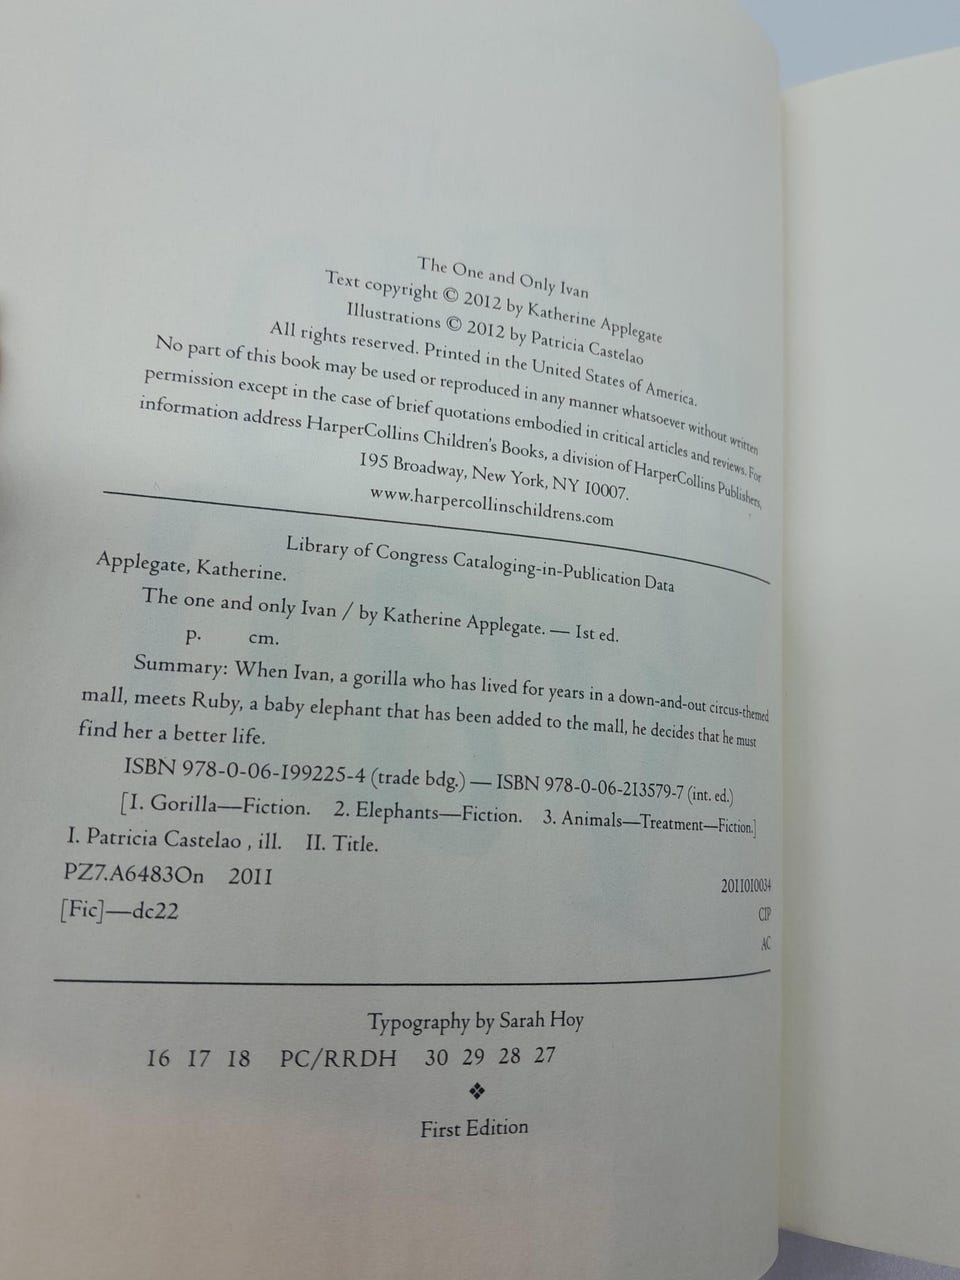 The One and Only Ivan
Text copyright © 2012 by Katherine Applegate
Illustrations © 2012 by Patricia Castelao
All rights reserved. Printed in the United States of America.
No part of this book may be used or reproduced in any manner whatsoever without written
permission except in the case of brief quotations embodied in critical articles and reviews. For
information address HarperCollins Children's Books, a division of HarperCollins Publishers,
195 Broadway, New York, NY 10007.
www.harpercollinschildrens.com
Library of Congress Cataloging-in-Publication Data
Applegate, Katherine.
The one and only Ivan / by Katherine Applegate. — 1st ed.
p. cm.
Summary: When Ivan, a gorilla who has lived for years in a down-and-out circus-themed
mall, meets Ruby, a baby elephant that has been added to the mall, he decides that he must
find her a better life.
ISBN 978-0-06-199225-4 (trade bdg.) — ISBN 978-0-06-213579-7 (int. ed.)
[1. Gorilla—Fiction. 2. Elephants—Fiction. 3. Animals—Treatment—Fiction.]
I. Patricia Castelao , ill. II. Title.
PZ7.A6483On 2011 2011010034
[Fic]—dc22 CIP
AC
Typography by Sarah Hoy
16 17 18 PC/RRDH 30 29 28 27
❖
First Edition